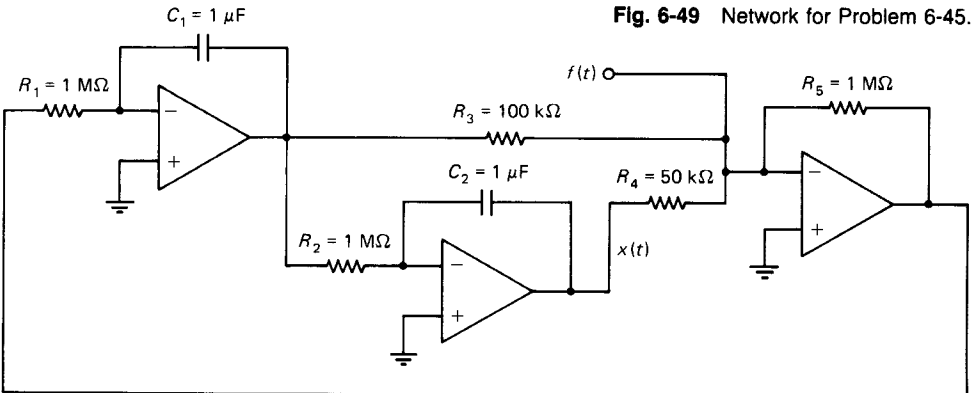 Fig. 6-49 Network for Problem 6-45.
C₁ = 1 μF
R₁ = 1 MΩ
−
+
f(t)
R₃ = 100 kΩ
R₅ = 1 MΩ
−
+
C₂ = 1 μF
R₄ = 50 kΩ
R₂ = 1 MΩ
−
+
x(t)